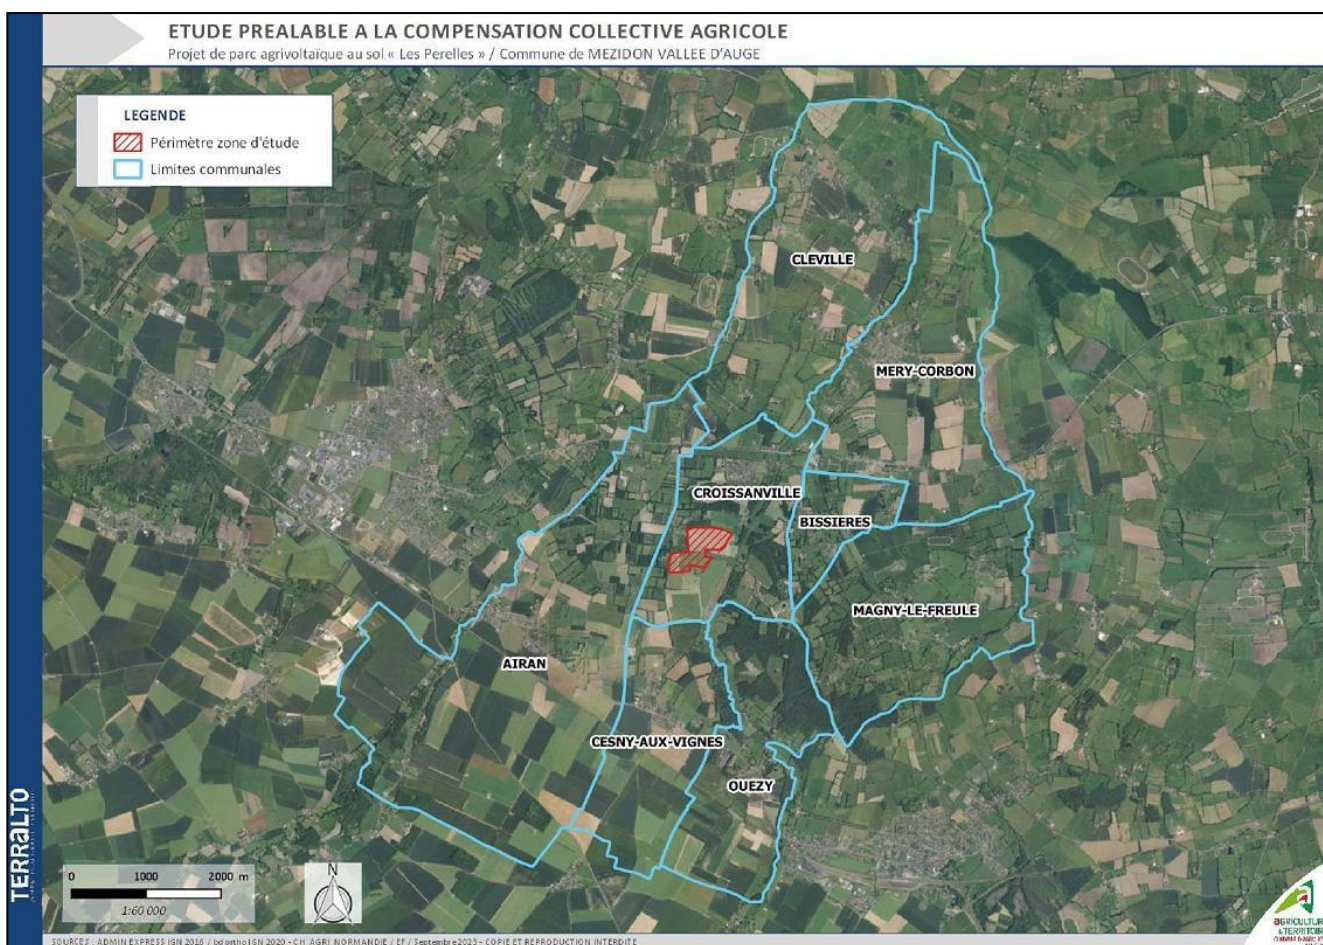 ETUDE PREALABLE A LA COMPENSATION COLLECTIVE AGRICOLE
Projet de parc agrivoltaïque au sol « Les Perelles » / Commune de MEZIDON VALLEE D'AUGE
LEGENDE
Périmètre zone d'étude
Limites communales
CLEVILLE
MERY-CORBON
CROISSANVILLE
BISSIERES
MAGNY-LE-FREULE
AIRAN
CESNY-AUX-VIGNES
OUEZY
TERRALTO
0 1000 2000 m
1:60 000
N
AGRICULTURES
& TERRITOIRES
SOURCES : ADMIN EXPRESS IGN 2016 / bd ortho IGN 2020 - CH AGRI NORMANDIE / EF / Septembre 2023 - COPIE ET REPRODUCTION INTERDITE